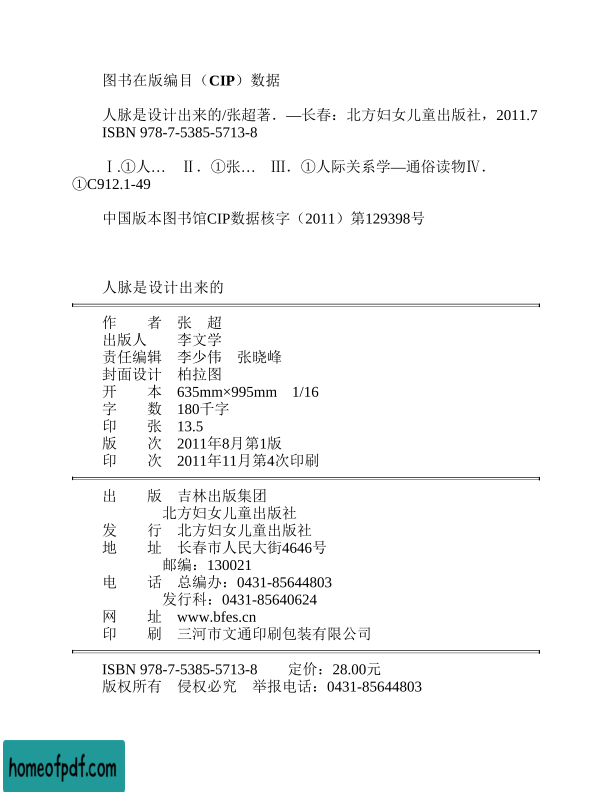 图书在版编目（CIP）数据
人脉是设计出来的/张超著．—长春：北方妇女儿童出版社，2011.7
ISBN 978-7-5385-5713-8
Ⅰ.①人…　Ⅱ．①张…　Ⅲ．①人际关系学—通俗读物Ⅳ．
①C912.1-49
中国版本图书馆CIP数据核字（2011）第129398号
人脉是设计出来的
作　　者　张　超
出版人　　李文学
责任编辑　李少伟　张晓峰
封面设计　柏拉图
开　　本　635mm×995mm　1/16
字　　数　180千字
印　　张　13.5
版　　次　2011年8月第1版
印　　次　2011年11月第4次印刷
出　　版　吉林出版集团
北方妇女儿童出版社
发　　行　北方妇女儿童出版社
地　　址　长春市人民大街4646号
邮编：130021
电　　话　总编办：0431-85644803
发行科：0431-85640624
网　　址　www.bfes.cn
印　　刷　三河市文通印刷包装有限公司
ISBN 978-7-5385-5713-8　　定价：28.00元
版权所有　侵权必究　举报电话：0431-85644803
homeofpdf.com